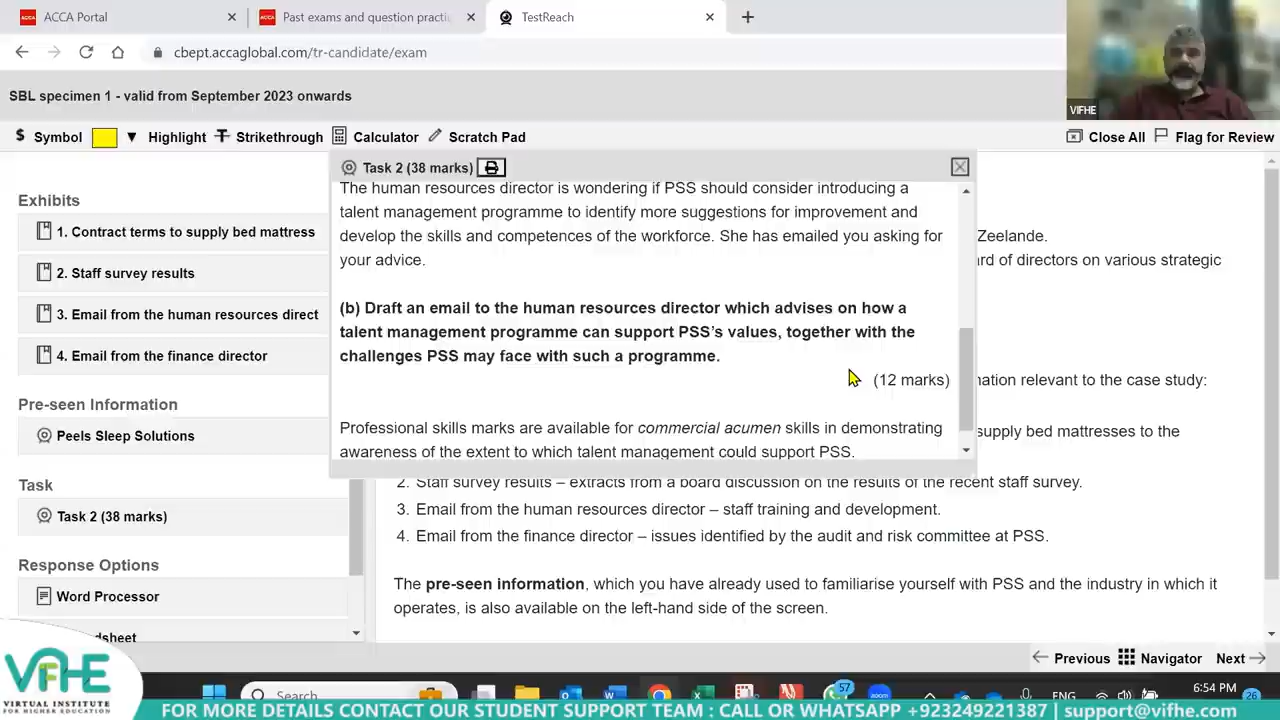 ACCA Portal
Past exams and question practi
TestReach
cbept.accaglobal.com/tr-candidate/exam
SBL specimen 1 - valid from September 2023 onwards
VIFHE
$ Symbol
Highlight
Strikethrough
Calculator
Scratch Pad
Close All
Flag for Review
Exhibits
1. Contract terms to supply bed mattress
2. Staff survey results
3. Email from the human resources direct
4. Email from the finance director
Pre-seen Information
Peels Sleep Solutions
Task
Task 2 (38 marks)
Response Options
Word Processor
dsheet
Task 2 (38 marks)
The human resources director is wondering if PSS should consider introducing a
talent management programme to identify more suggestions for improvement and
develop the skills and competences of the workforce. She has emailed you asking for
your advice.
(b) Draft an email to the human resources director which advises on how a
talent management programme can support PSS's values, together with the
challenges PSS may face with such a programme.
(12 marks)
Professional skills marks are available for commercial acumen skills in demonstrating
awareness of the extent to which talent management could support PSS.
Zeelande.
rd of directors on various strategic
nation relevant to the case study:
supply bed mattresses to the
2. Staff survey results – extracts from a board discussion on the results of the recent staff survey.
3. Email from the human resources director – staff training and development.
4. Email from the finance director – issues identified by the audit and risk committee at PSS.
The pre-seen information, which you have already used to familiarise yourself with PSS and the industry in which it
operates, is also available on the left-hand side of the screen.
Previous
Navigator
Next
Search
57
ENG
6:54 PM
26
VIFHE
VIRTUAL INSTITUTE
FOR HIGHER EDUCATION
FOR MORE DETAILS CONTACT OUR STUDENT SUPPORT TEAM : CALL OR WHATSAPP +923249221387 | support@vifhe.com